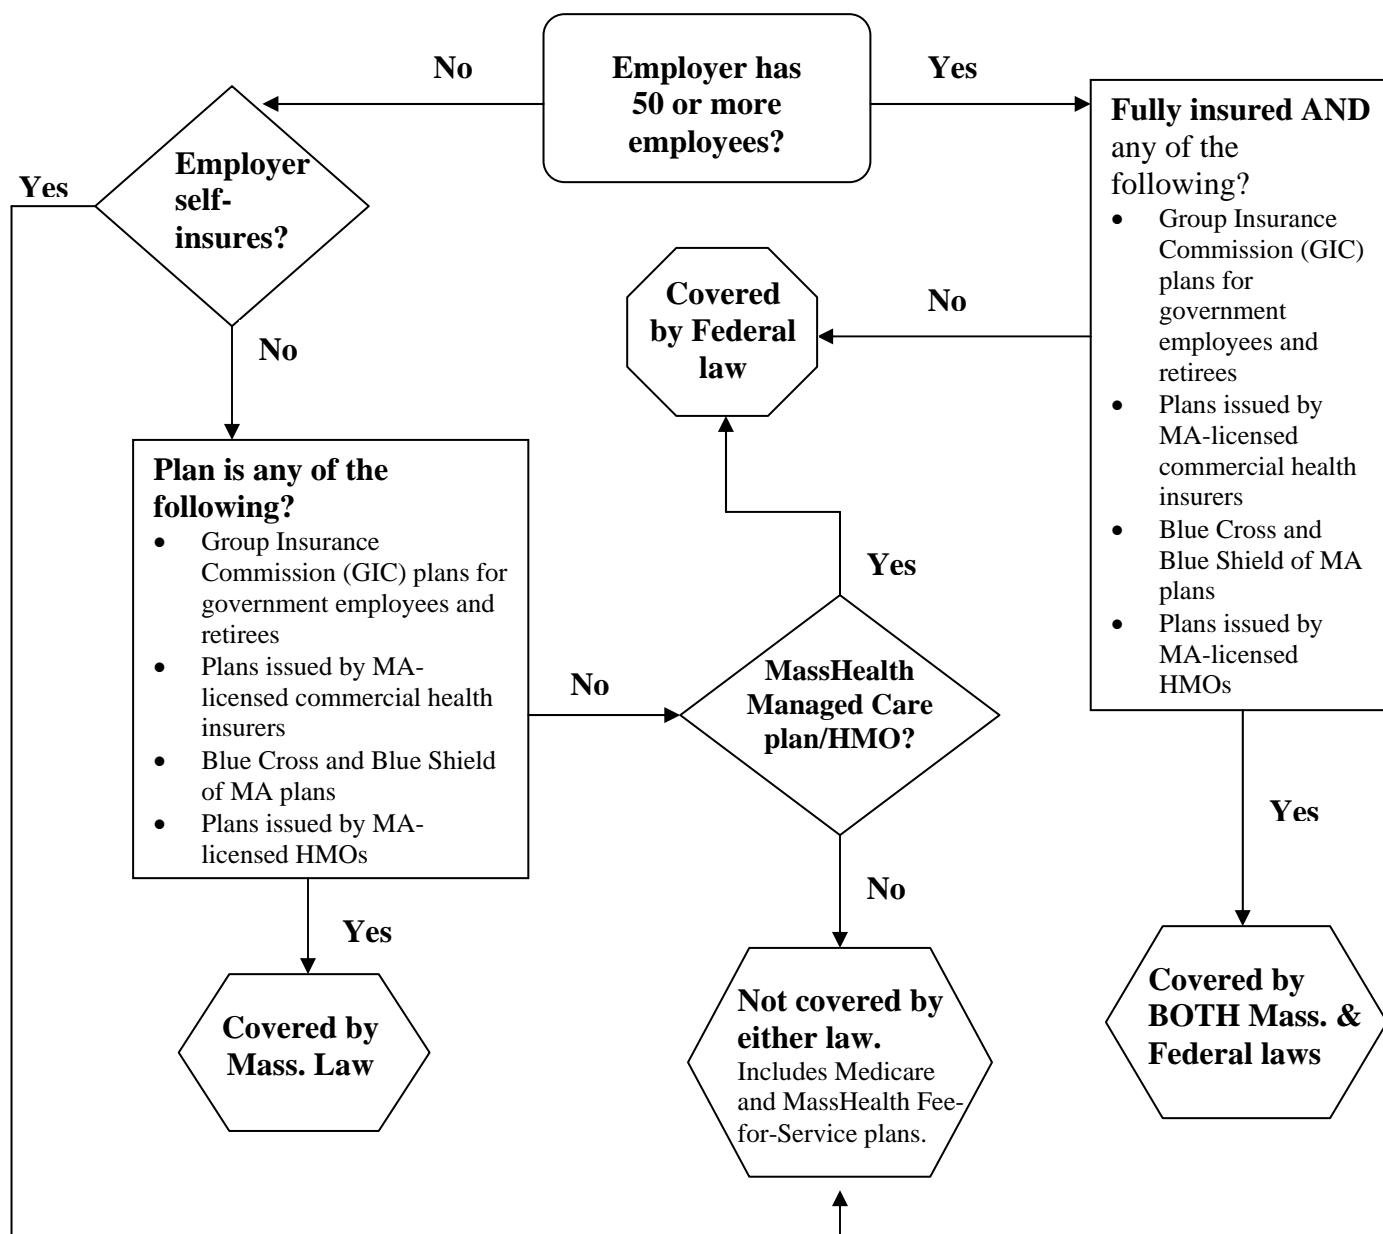 No
Employer has
50 or more
employees?
Yes
Fully insured AND
any of the
following?
• Group Insurance
Commission (GIC)
plans for
government
employees and
retirees
• Plans issued by
MA-licensed
commercial health
insurers
• Blue Cross and
Blue Shield of MA
plans
• Plans issued by
MA-licensed
HMOs
Yes
Employer
self-
insures?
No
Covered
by Federal
law
No
Plan is any of the
following?
• Group Insurance
Commission (GIC) plans for
government employees and
retirees
• Plans issued by MA-
licensed commercial health
insurers
• Blue Cross and Blue Shield
of MA plans
• Plans issued by MA-
licensed HMOs
No
Yes
MassHealth
Managed Care
plan/HMO?
Yes
No
Yes
Covered by
Mass. Law
Not covered by
either law.
Includes Medicare
and MassHealth Fee-
for-Service plans.
Covered by
BOTH Mass. &
Federal laws